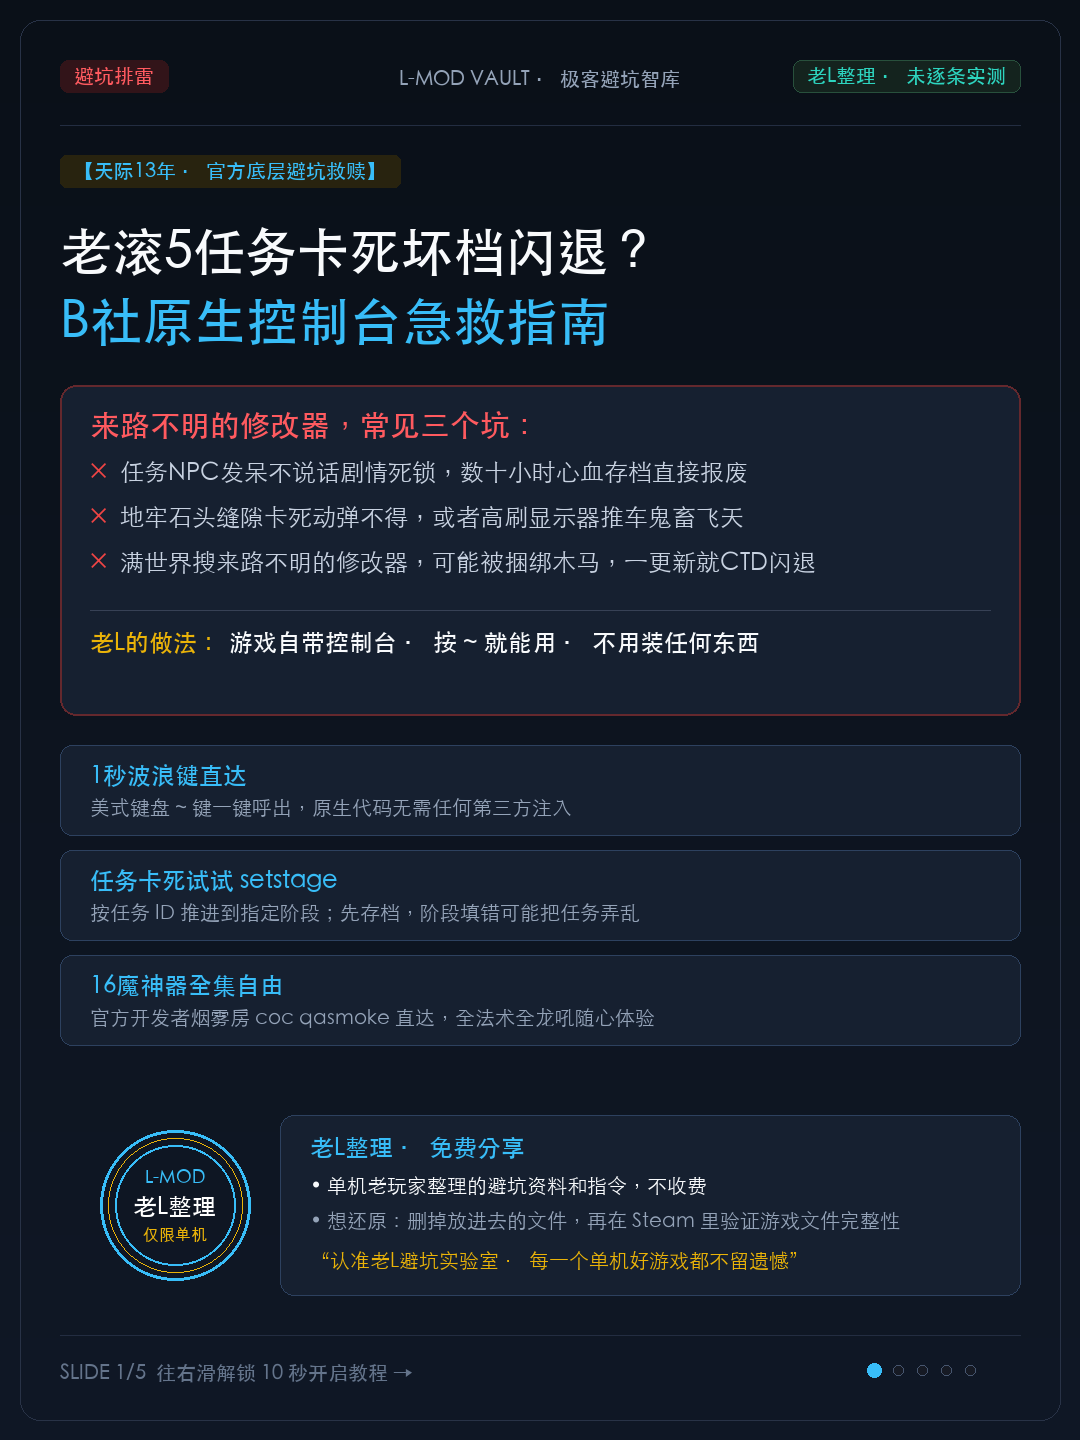 避坑排雷
L-MOD VAULT · 极客避坑智库
老L整理 · 未逐条实测
【天际13年 · 官方底层避坑救赎】
老滚5任务卡死坏档闪退？
B社原生控制台急救指南
来路不明的修改器，常见三个坑：
× 任务NPC发呆不说话剧情死锁，数十小时心血存档直接报废
× 地牢石头缝隙卡死动弹不得，或者高刷显示器推车鬼畜飞天
× 满世界搜来路不明的修改器，可能被捆绑木马，一更新就CTD闪退
老L的做法： 游戏自带控制台 · 按 ~ 就能用 · 不用装任何东西
1秒波浪键直达
美式键盘 ~ 键一键呼出，原生代码无需任何第三方注入
任务卡死试试 setstage
按任务 ID 推进到指定阶段；先存档，阶段填错可能把任务弄乱
16魔神器全集自由
官方开发者烟雾房 coc qasmoke 直达，全法术全龙吼随心体验
L-MOD
老L整理
仅限单机
老L整理 · 免费分享
• 单机老玩家整理的避坑资料和指令，不收费
• 想还原：删掉放进去的文件，再在 Steam 里验证游戏文件完整性
“认准老L避坑实验室 · 每一个单机好游戏都不留遗憾”
SLIDE 1/5 往右滑解锁 10 秒开启教程 →